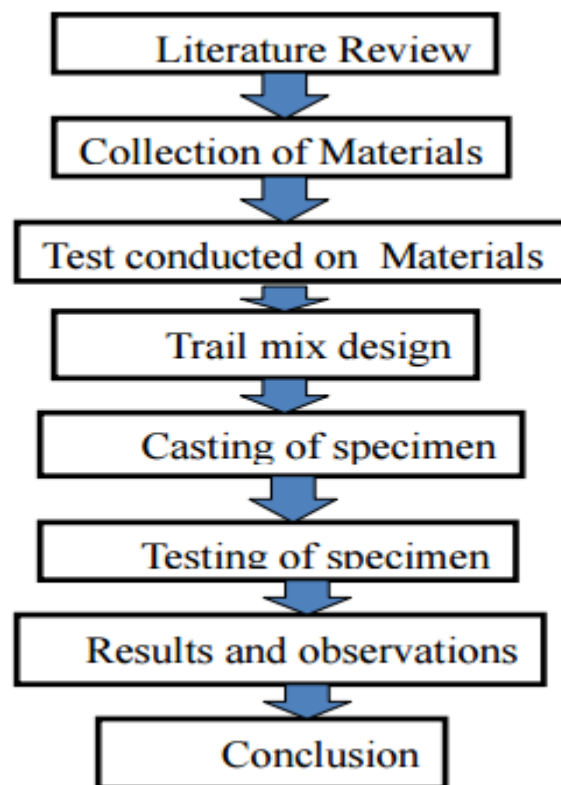 Literature Review
Collection of Materials
Test conducted on Materials
Trail mix design
Casting of specimen
Testing of specimen
Results and observations
Conclusion